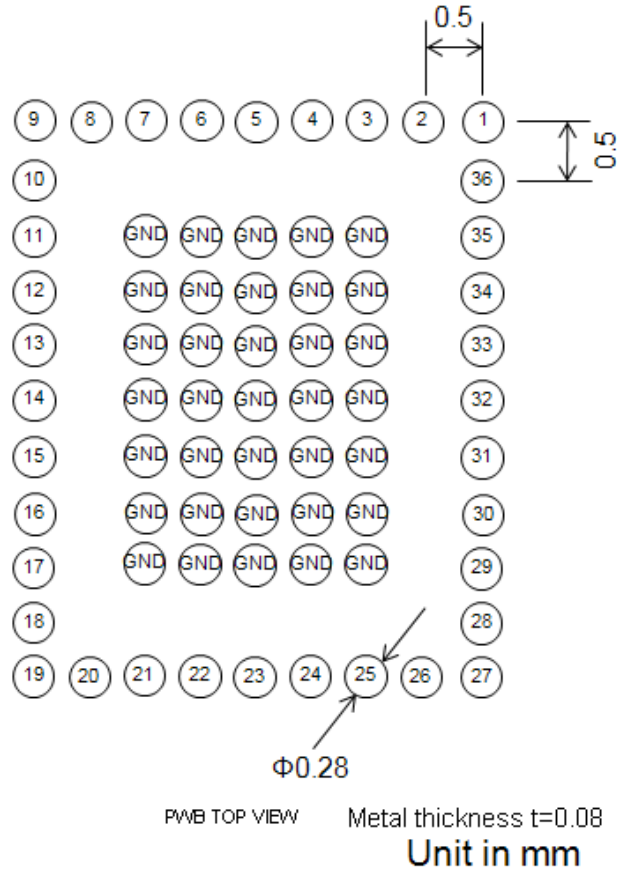 0.5
9 8 7 6 5 4 3 2 1
0.5
10 36
11 GND GND GND GND GND 35
12 GND GND GND GND GND 34
13 GND GND GND GND GND 33
14 GND GND GND GND GND 32
15 GND GND GND GND GND 31
16 GND GND GND GND GND 30
17 GND GND GND GND GND 29
18 28
19 20 21 22 23 24 25 26 27
Φ0.28
PWB TOP VIEW Metal thickness t=0.08
Unit in mm